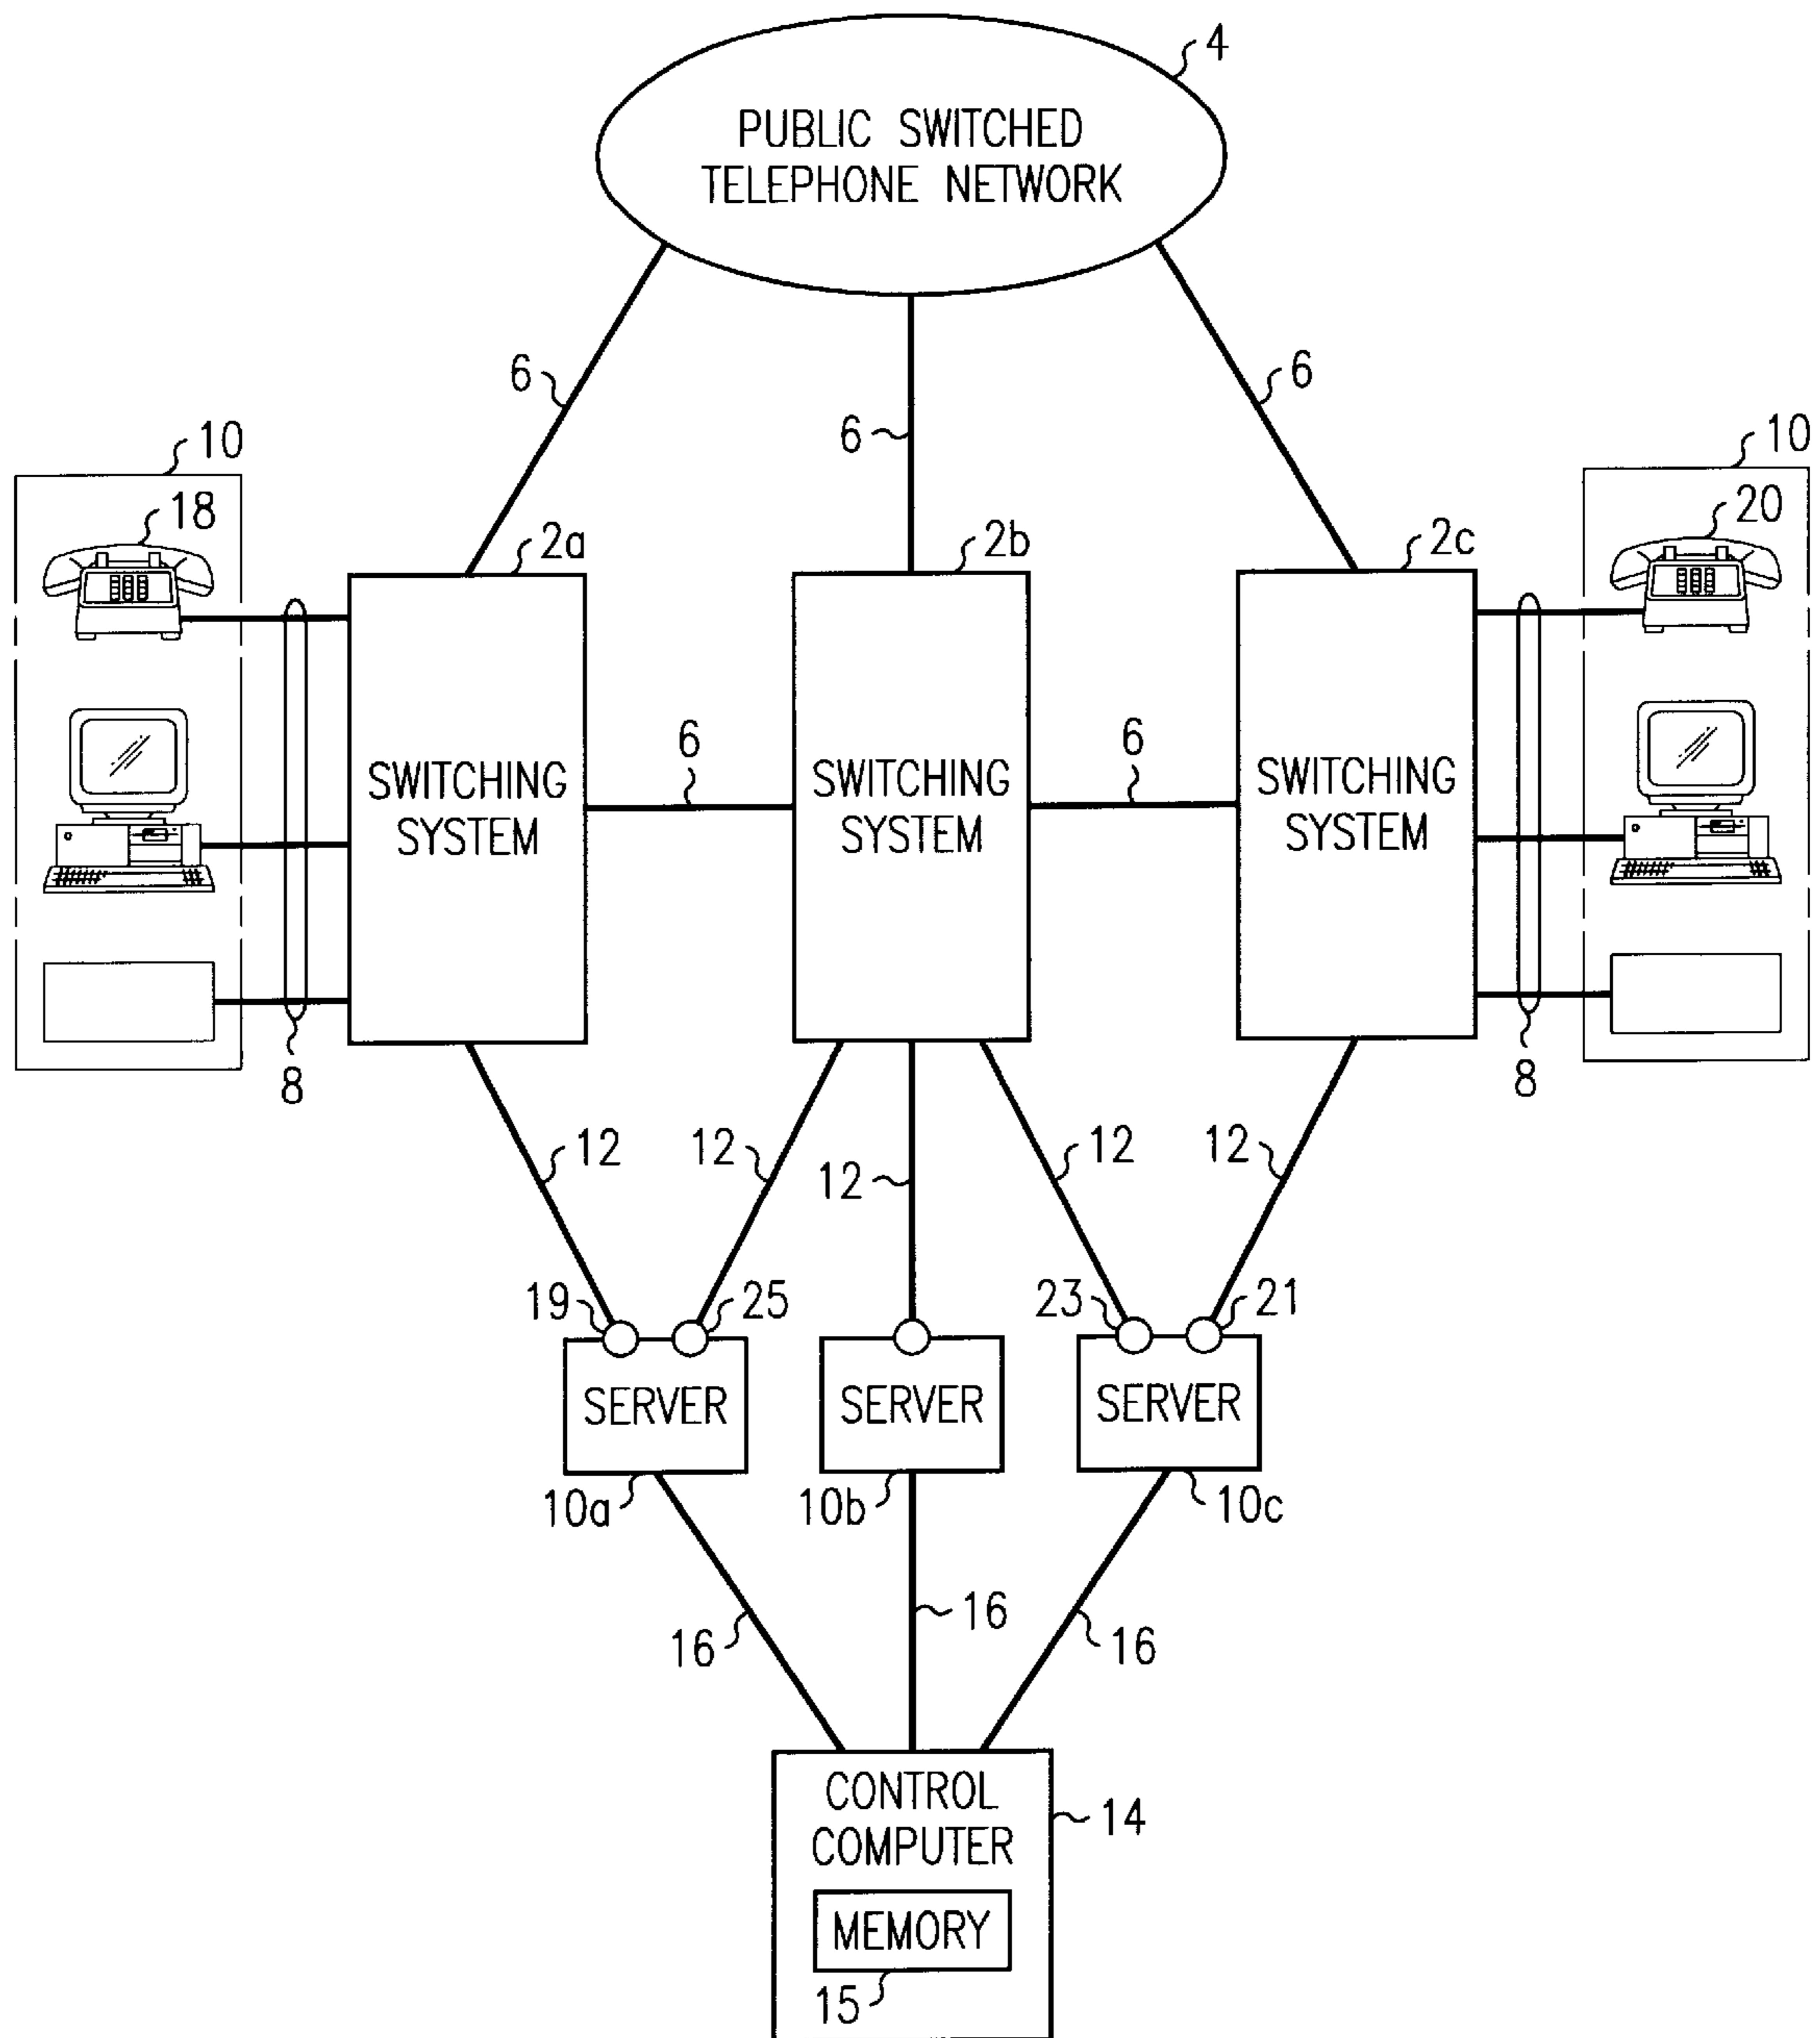 4
PUBLIC SWITCHED
TELEPHONE NETWORK
6
6
6
10
10
18
20
2a
2b
2c
6
6
SWITCHING
SYSTEM
SWITCHING
SYSTEM
SWITCHING
SYSTEM
8
8
12
12
12
12
12
19
25
23
21
SERVER
SERVER
SERVER
10a
10b
10c
16
16
16
CONTROL
COMPUTER
14
MEMORY
15